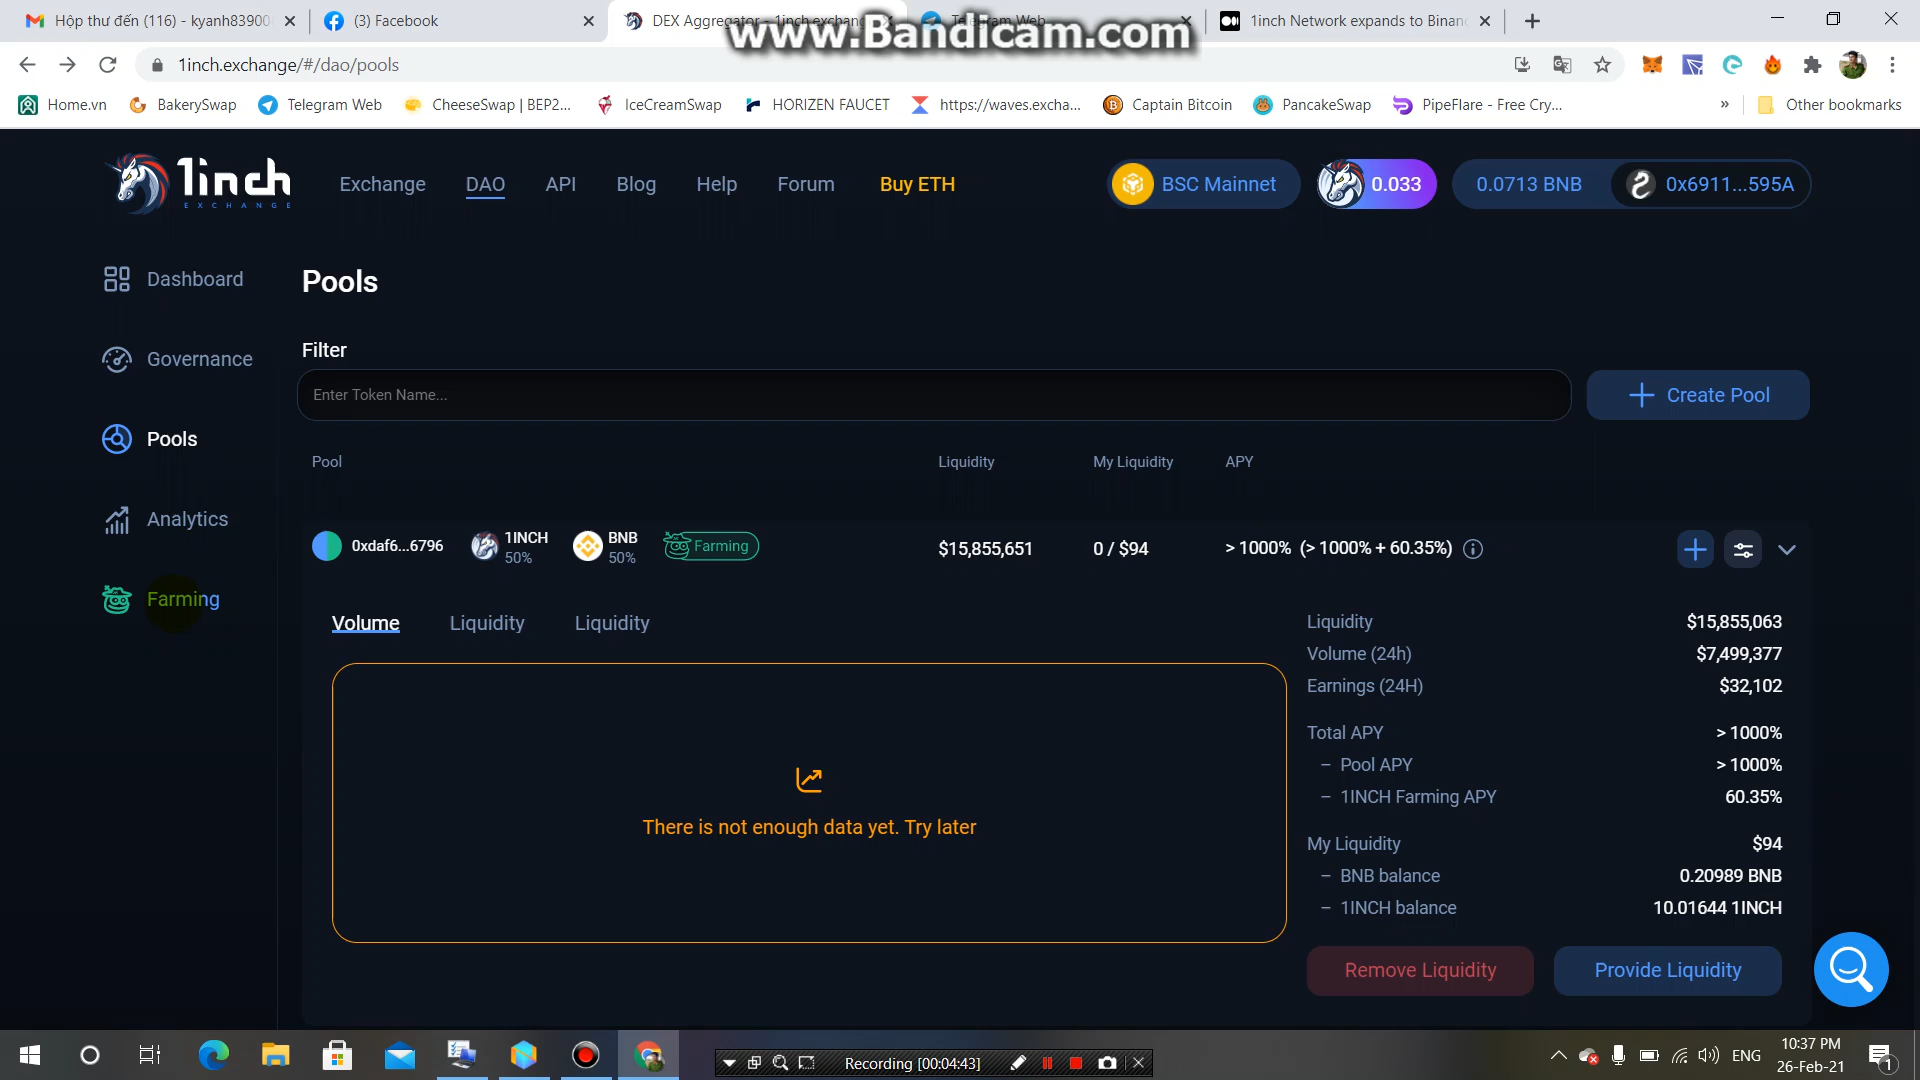 Hộp thư đến (116) - kyanh83900
(3) Facebook
DEX Aggregator - 1inch.exchang
Telegram Web
1inch Network expands to Binan
www.Bandicam.com
1inch.exchange/#/dao/pools
Home.vn
BakerySwap
Telegram Web
CheeseSwap | BEP2...
IceCreamSwap
HORIZEN FAUCET
https://waves.excha...
Captain Bitcoin
PancakeSwap
PipeFlare - Free Cry...
»
Other bookmarks
1inch
EXCHANGE
Exchange
DAO
API
Blog
Help
Forum
Buy ETH
BSC Mainnet
0.033
0.0713 BNB
0x6911...595A
Dashboard
Governance
Pools
Analytics
Farming
Pools
Filter
Enter Token Name...
Create Pool
Pool
Liquidity
My Liquidity
APY
0xdaf6...6796
1INCH
50%
BNB
50%
Farming
$15,855,651
0 / $94
> 1000% (> 1000% + 60.35%)
Volume
Liquidity
Liquidity
There is not enough data yet. Try later
Liquidity $15,855,063
Volume (24h) $7,499,377
Earnings (24H) $32,102
Total APY > 1000%
– Pool APY > 1000%
– 1INCH Farming APY 60.35%
My Liquidity $94
– BNB balance 0.20989 BNB
– 1INCH balance 10.01644 1INCH
Remove Liquidity
Provide Liquidity
Recording [00:04:43]
ENG
10:37 PM
26-Feb-21
1